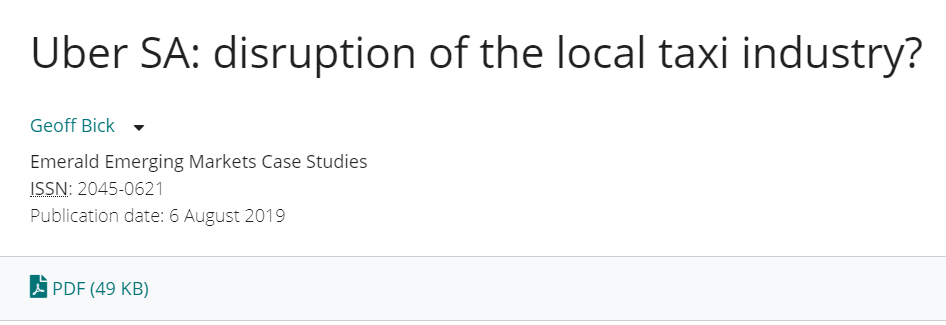 Uber SA: disruption of the local taxi industry?
Geoff Bick
Emerald Emerging Markets Case Studies
ISSN: 2045-0621
Publication date: 6 August 2019
PDF (49 KB)